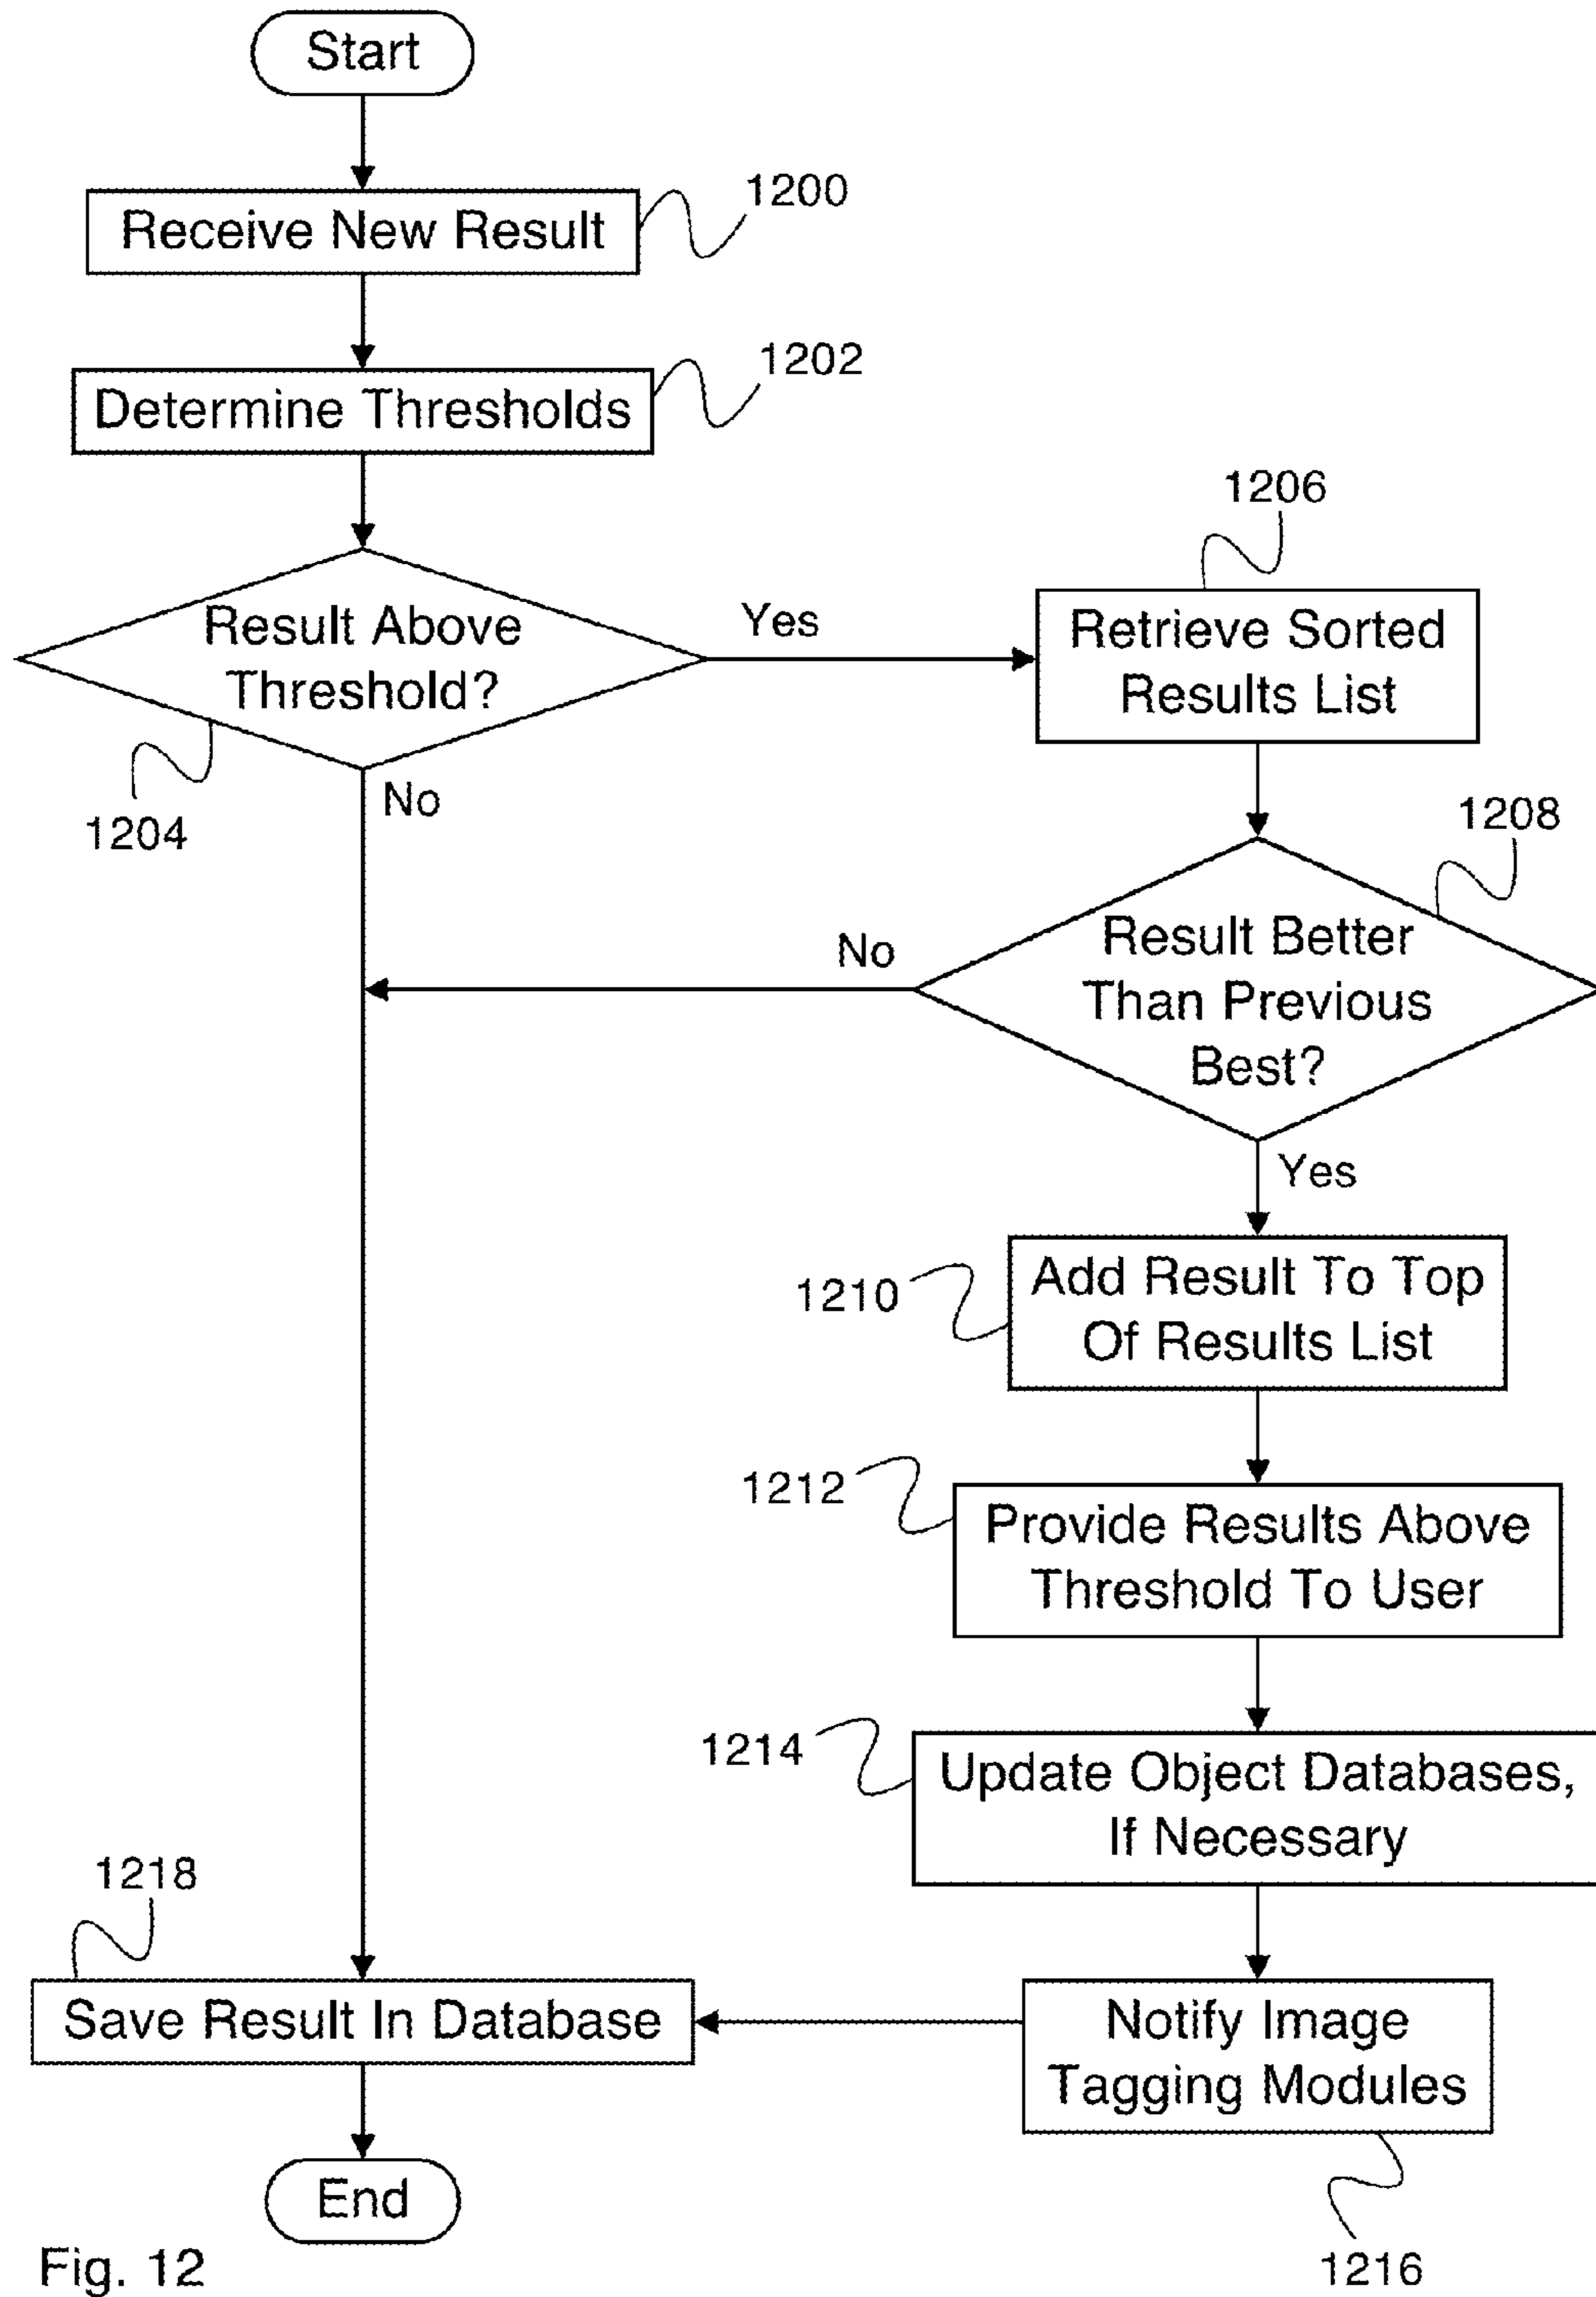 Start
1200
Receive New Result
1202
Determine Thresholds
1206
Result Above
Threshold?
Yes
Retrieve Sorted
Results List
1204
No
1208
Result Better
Than Previous
Best?
No
Yes
1210
Add Result To Top
Of Results List
1212
Provide Results Above
Threshold To User
1214
Update Object Databases,
If Necessary
1218
Save Result In Database
Notify Image
Tagging Modules
End
1216
Fig. 12